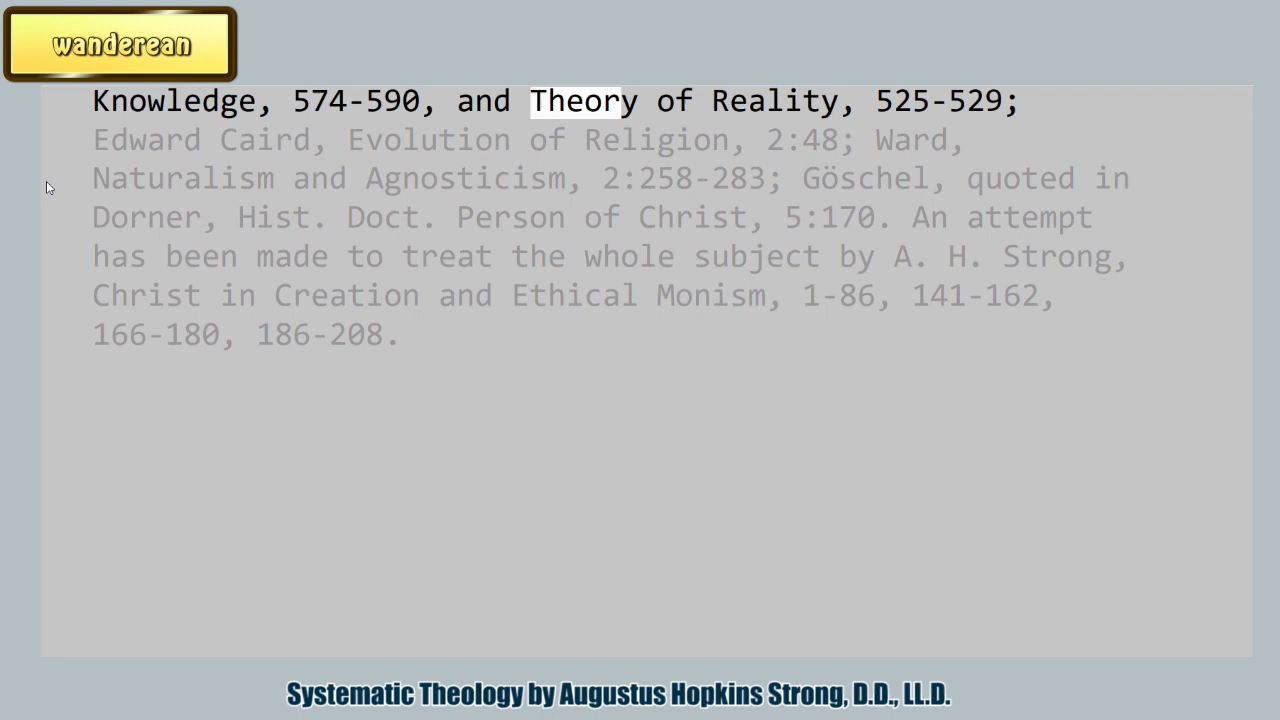 wanderean
Knowledge, 574-590, and Theory of Reality, 525-529;
Edward Caird, Evolution of Religion, 2:48; Ward,
Naturalism and Agnosticism, 2:258-283; Göschel, quoted in
Dorner, Hist. Doct. Person of Christ, 5:170. An attempt
has been made to treat the whole subject by A. H. Strong,
Christ in Creation and Ethical Monism, 1-86, 141-162,
166-180, 186-208.
Systematic Theology by Augustus Hopkins Strong, D.D., LL.D.